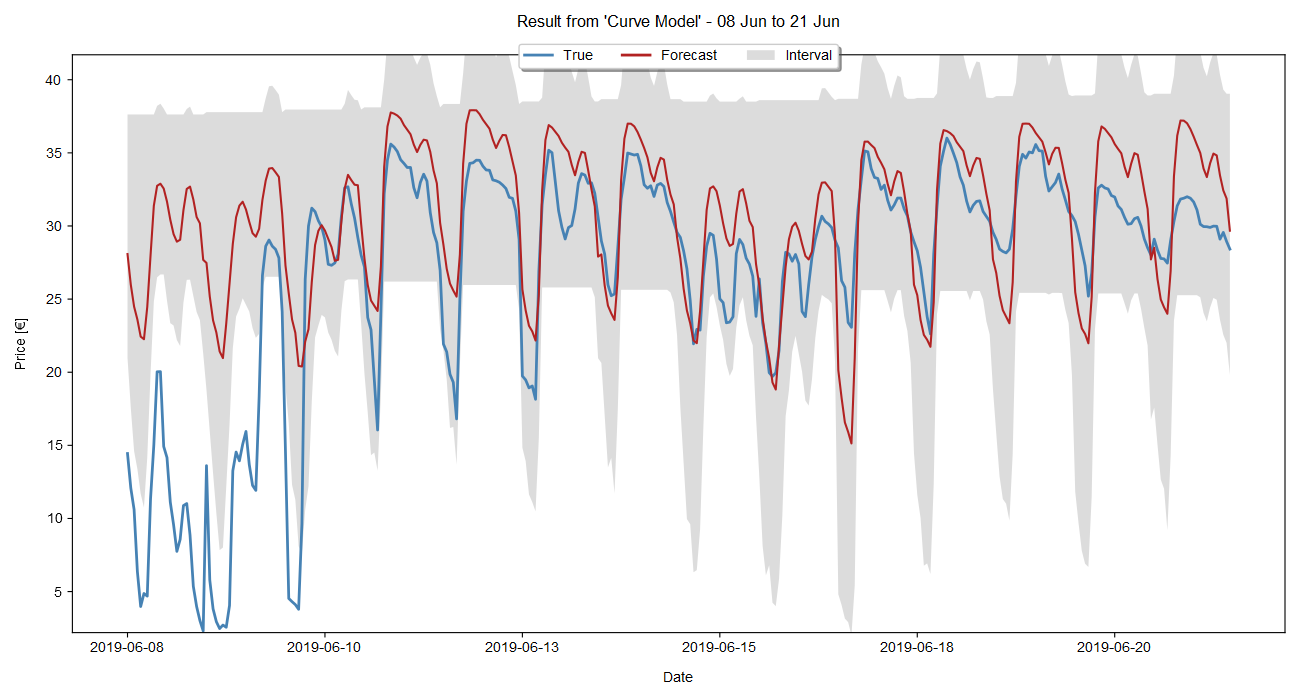 Result from 'Curve Model' - 08 Jun to 21 Jun
True Forecast Interval
40
35
30
25
20
15
10
5
Price [€]
2019-06-08 2019-06-10 2019-06-13 2019-06-15 2019-06-18 2019-06-20
Date